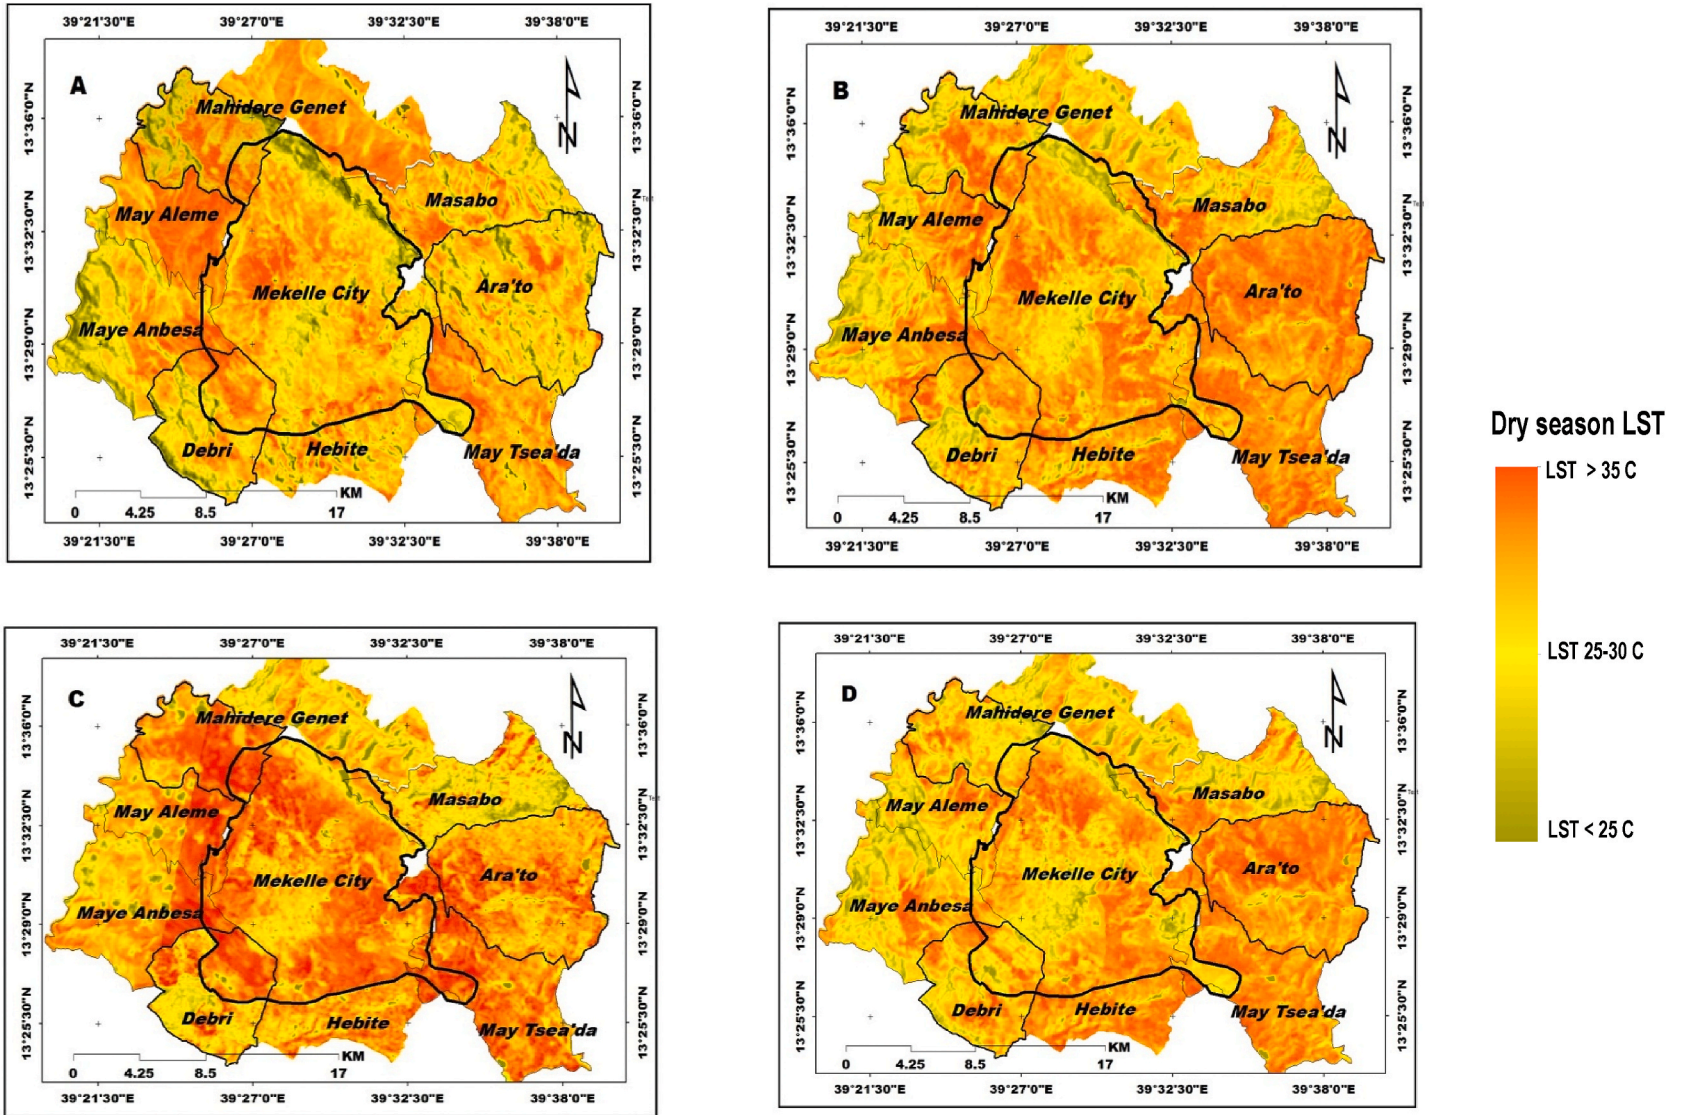 39°21'30"E 39°27'0"E 39°32'30"E 39°38'0"E
A
N
13°36'0"N 13°32'30"N 13°29'0"N 13°25'30"N
Mahidere Genet
May Aleme
Masabo
Mekelle City
Ara'to
Maye Anbesa
Debri
Hebite
May Tsea'da
KM
0 4.25 8.5 17
13°36'0"N 13°32'30"N 13°29'0"N 13°25'30"N
39°21'30"E 39°27'0"E 39°32'30"E 39°38'0"E
39°21'30"E 39°27'0"E 39°32'30"E 39°38'0"E
B
N
13°36'0"N 13°32'30"N 13°29'0"N 13°25'30"N
Mahidere Genet
May Aleme
Masabo
Mekelle City
Ara'to
Maye Anbesa
Debri
Hebite
May Tsea'da
KM
0 4.25 8.5 17
13°36'0"N 13°32'30"N 13°29'0"N 13°25'30"N
39°21'30"E 39°27'0"E 39°32'30"E 39°38'0"E
39°21'30"E 39°27'0"E 39°32'30"E 39°38'0"E
C
N
13°36'0"N 13°32'30"N 13°29'0"N 13°25'30"N
Mahidere Genet
May Aleme
Masabo
Mekelle City
Ara'to
Maye Anbesa
Debri
Hebite
May Tsea'da
KM
0 4.25 8.5 17
13°36'0"N 13°32'30"N 13°29'0"N 13°25'30"N
39°21'30"E 39°27'0"E 39°32'30"E 39°38'0"E
39°21'30"E 39°27'0"E 39°32'30"E 39°38'0"E
D
N
13°36'0"N 13°32'30"N 13°29'0"N 13°25'30"N
Mahidere Genet
May Aleme
Masabo
Mekelle City
Ara'to
Maye Anbesa
Debri
Hebite
May Tsea'da
KM
0 4.25 8.5 17
13°36'0"N 13°32'30"N 13°29'0"N 13°25'30"N
39°21'30"E 39°27'0"E 39°32'30"E 39°38'0"E
Dry season LST
LST > 35 C
LST 25-30 C
LST < 25 C